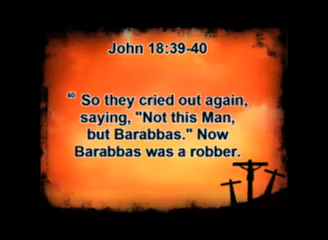 John 18:39-40
40 So they cried out again,
saying, "Not this Man,
but Barabbas." Now
Barabbas was a robber.